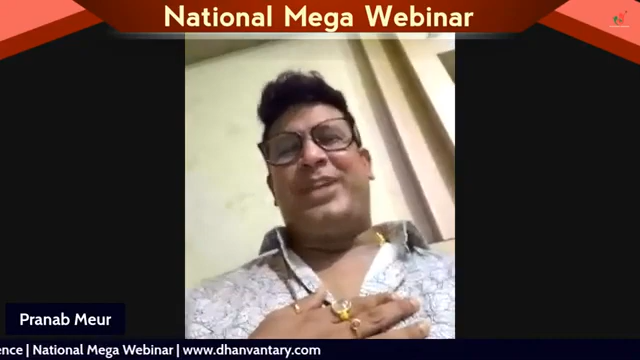 National Mega Webinar
Pranab Meur
ence | National Mega Webinar | www.dhanvantary.com